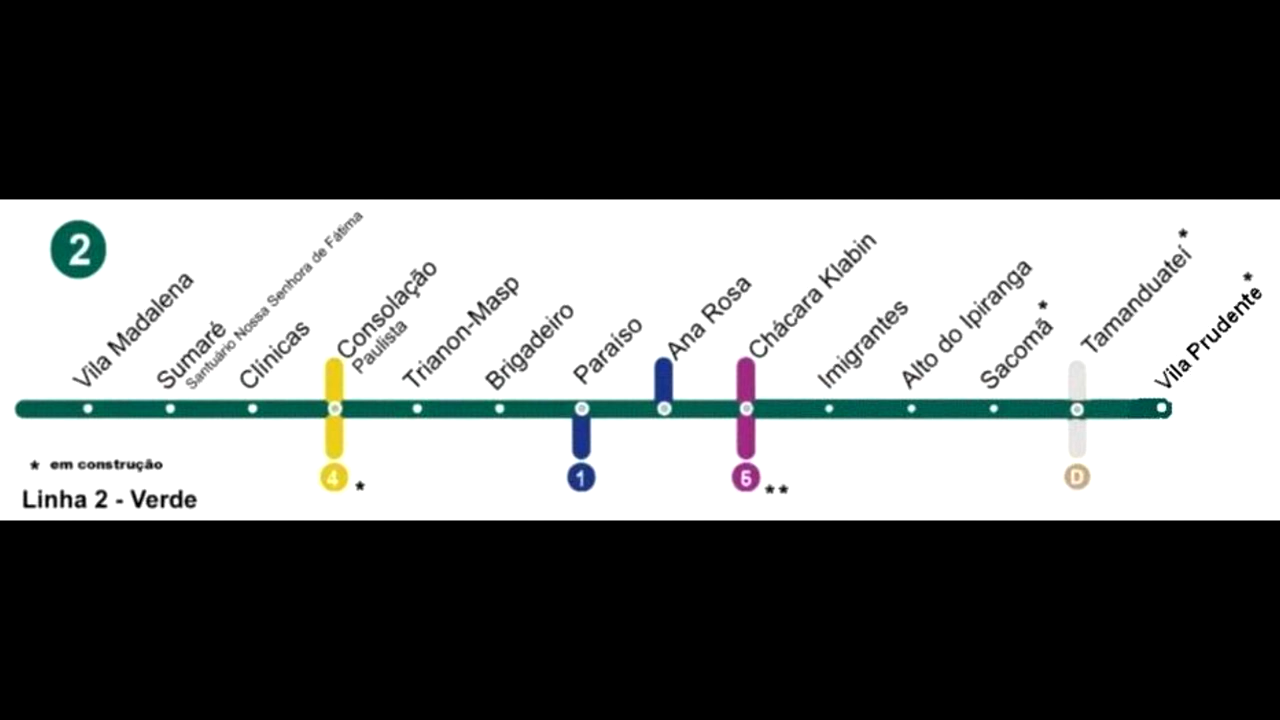 2
Vila Madalena
Sumaré
Santuário Nossa Senhora de Fátima
Clínicas
Consolação
Paulista
Trianon-Masp
Brigadeiro
Paraíso
Ana Rosa
Chácara Klabin
Imigrantes
Alto do Ipiranga
Sacomã *
Tamanduateí *
Vila Prudente *
4 *
1
5 **
D
* em construção
Linha 2 - Verde